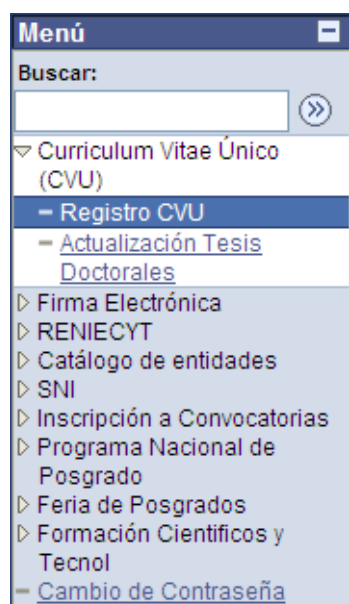 Menú
Buscar:
Curriculum Vitae Único
(CVU)
Registro CVU
Actualización Tesis
Doctorales
Firma Electrónica
RENIECYT
Catálogo de entidades
SNI
Inscripción a Convocatorias
Programa Nacional de
Posgrado
Feria de Posgrados
Formación Cientificos y
Tecnol
Cambio de Contraseña